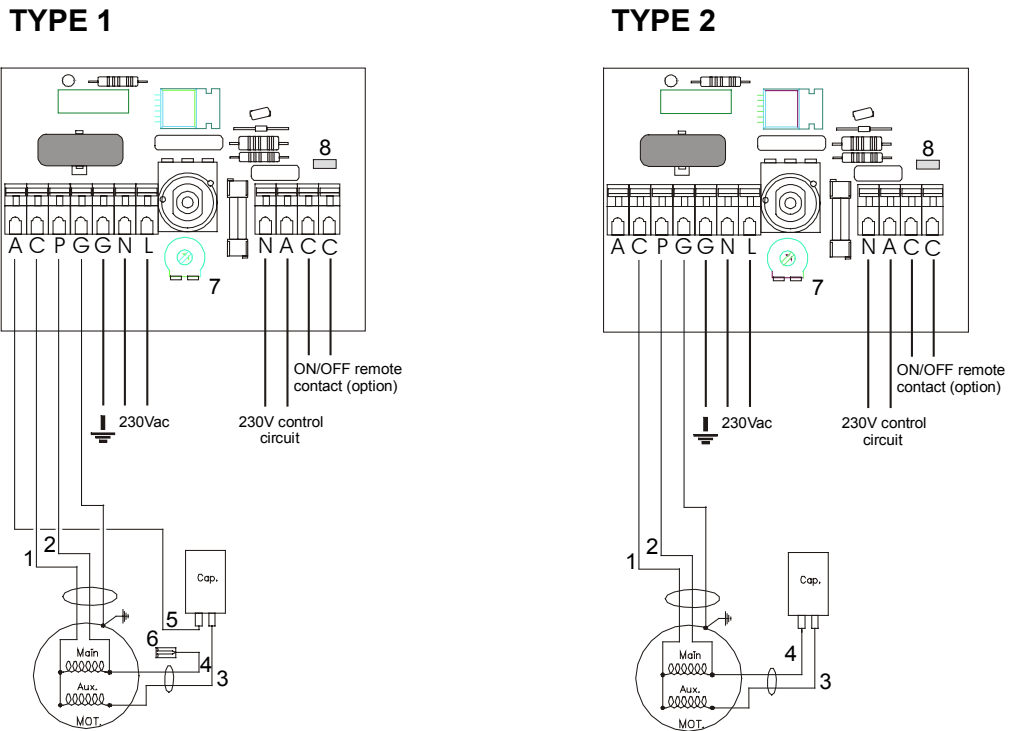 TYPE 1
8
A C P G G N L
N A C C
7
ON/OFF remote
contact (option)
230Vac
230V control
circuit
1
2
Cap.
5
6
4
3
Main
Aux.
MOT.
TYPE 2
8
A C P G G N L
N A C C
7
ON/OFF remote
contact (option)
230Vac
230V control
circuit
1
2
Cap.
4
3
Main
Aux.
MOT.